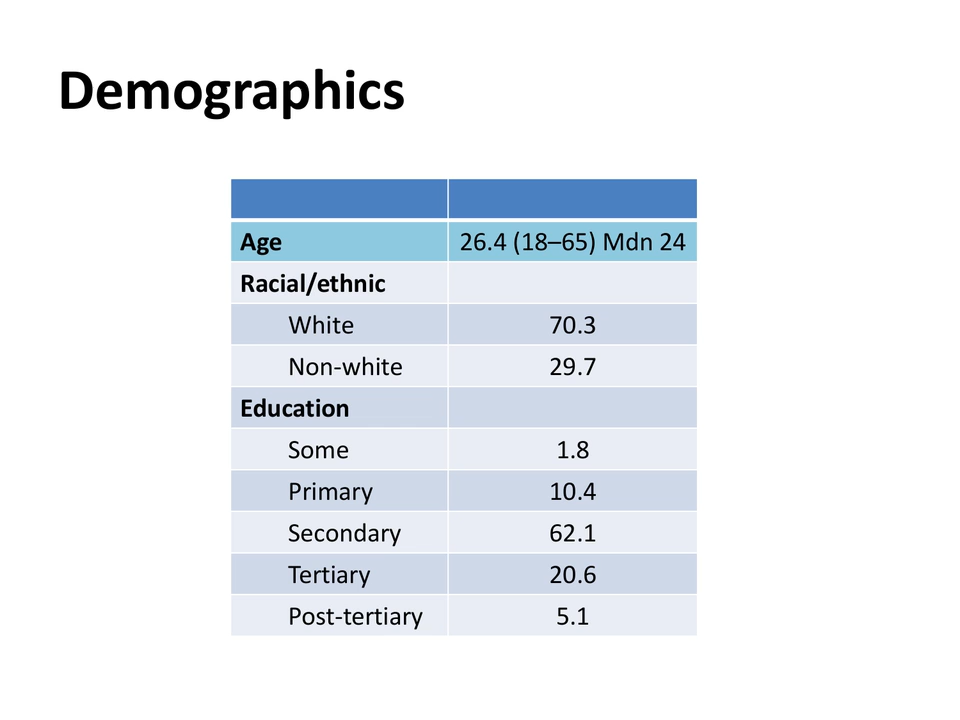 Demographics
Age 26.4 (18–65) Mdn 24
Racial/ethnic
White 70.3
Non-white 29.7
Education
Some 1.8
Primary 10.4
Secondary 62.1
Tertiary 20.6
Post-tertiary 5.1